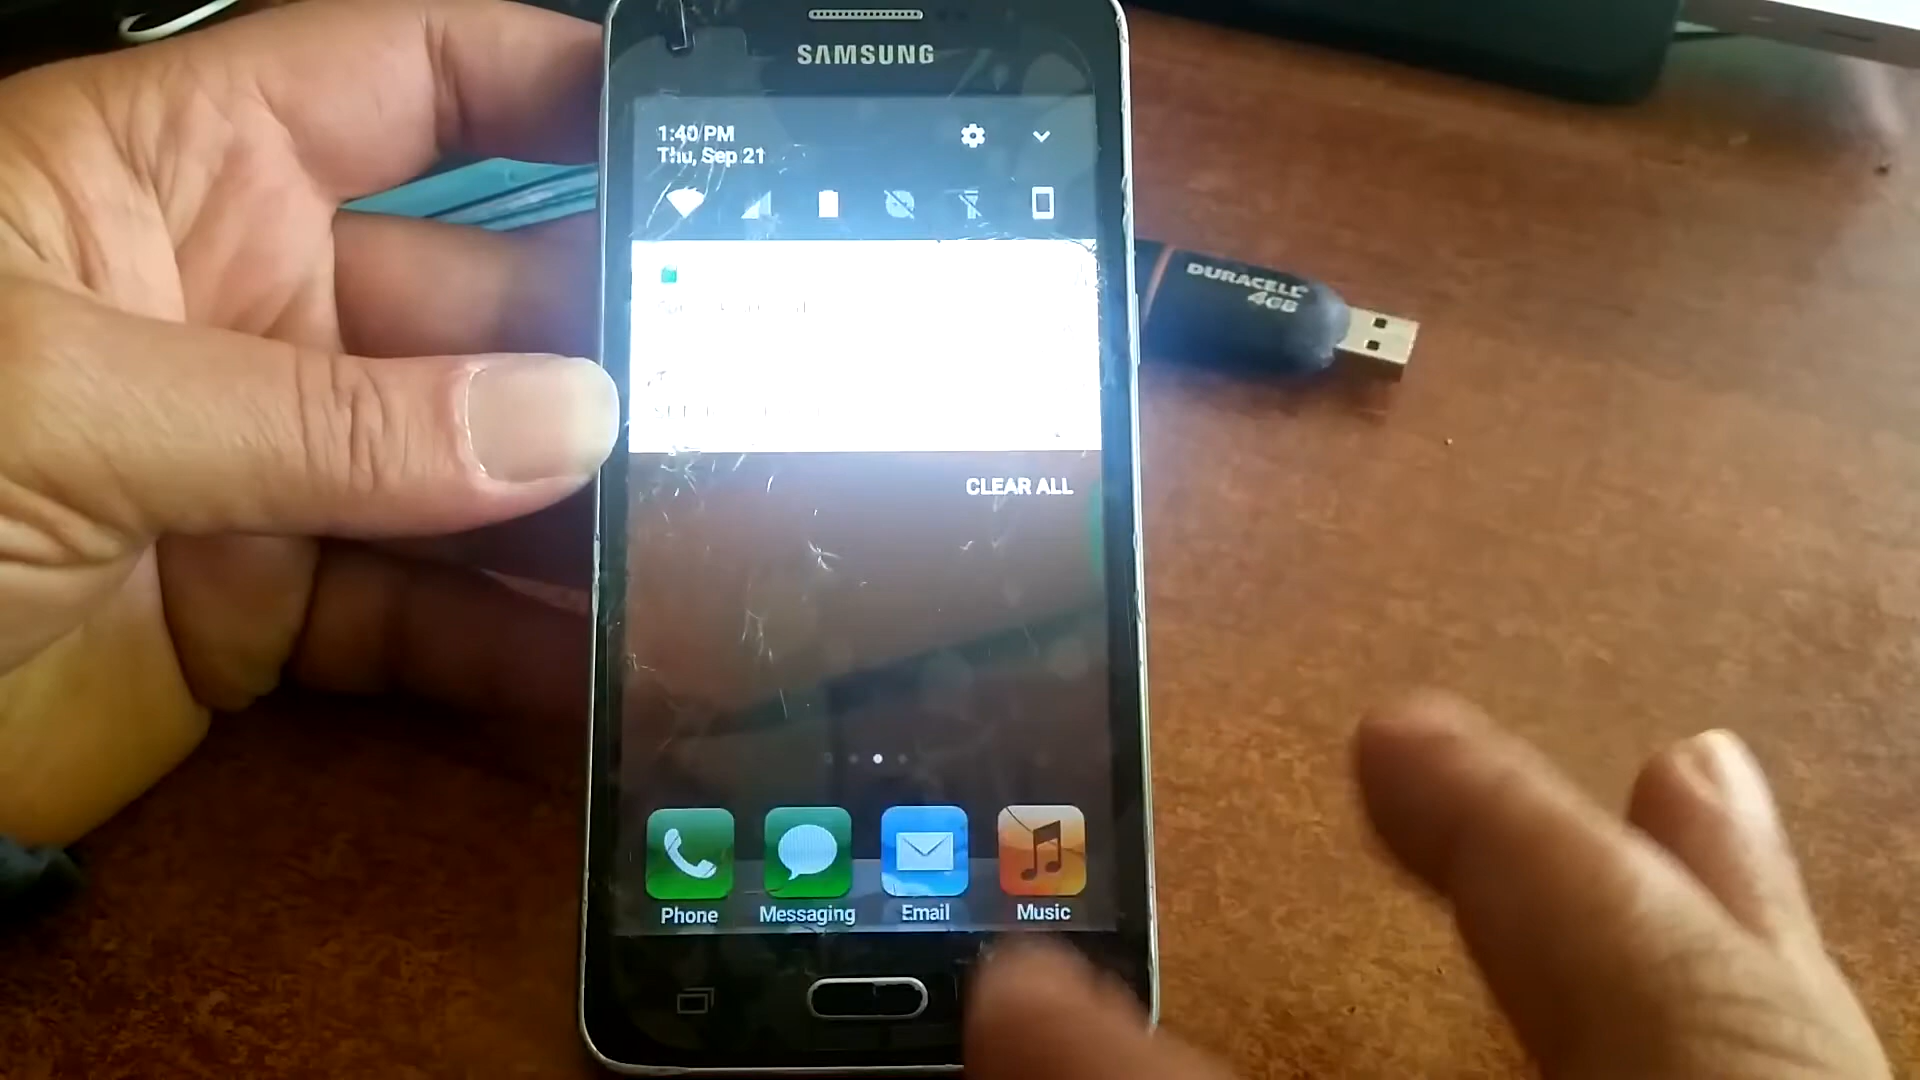 SAMSUNG
1:40 PM
Thu, Sep 21
CLEAR ALL
Phone
Messaging
Email
Music
DURACELL
4GB